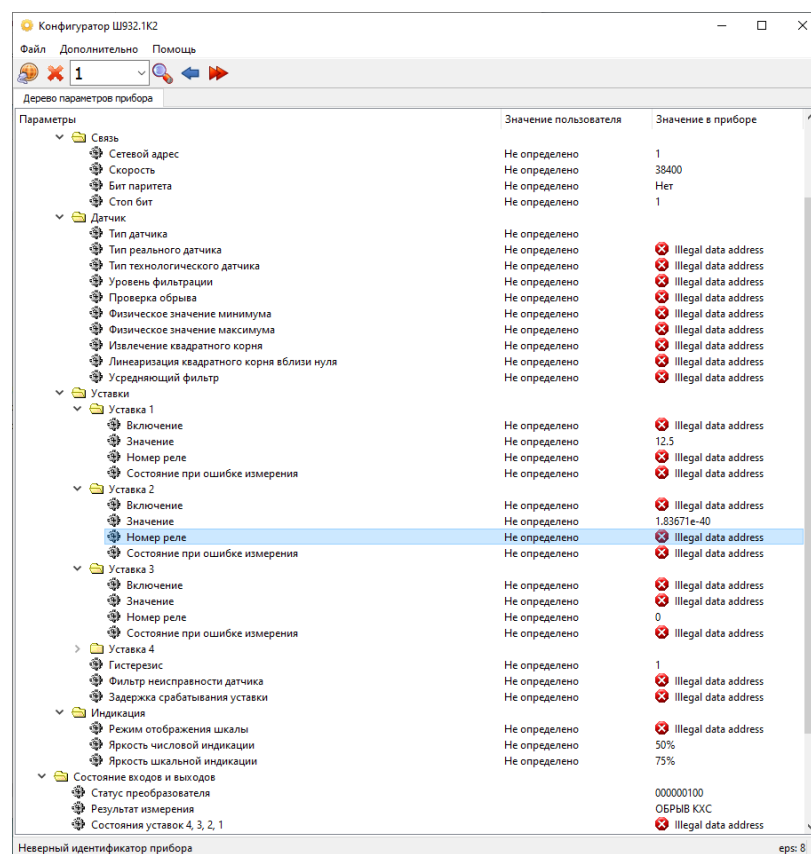 Конфигуратор Ш932.1К2
Файл Дополнительно Помощь
1
Дерево параметров прибора
Параметры Значение пользователя Значение в приборе
Связь
Сетевой адрес Не определено 1
Скорость Не определено 38400
Бит паритета Не определено Нет
Стоп бит Не определено 1
Датчик
Тип датчика Не определено
Тип реального датчика Не определено Illegal data address
Тип технологического датчика Не определено Illegal data address
Уровень фильтрации Не определено Illegal data address
Проверка обрыва Не определено Illegal data address
Физическое значение минимума Не определено Illegal data address
Физическое значение максимума Не определено Illegal data address
Извлечение квадратного корня Не определено Illegal data address
Линеаризация квадратного корня вблизи нуля Не определено Illegal data address
Усредняющий фильтр Не определено Illegal data address
Уставки
Уставка 1
Включение Не определено Illegal data address
Значение Не определено 12.5
Номер реле Не определено Illegal data address
Состояние при ошибке измерения Не определено Illegal data address
Уставка 2
Включение Не определено Illegal data address
Значение Не определено 1.83671e-40
Номер реле Не определено Illegal data address
Состояние при ошибке измерения Не определено Illegal data address
Уставка 3
Включение Не определено Illegal data address
Значение Не определено Illegal data address
Номер реле Не определено 0
Состояние при ошибке измерения Не определено Illegal data address
Уставка 4
Гистерезис Не определено 1
Фильтр неисправности датчика Не определено Illegal data address
Задержка срабатывания уставки Не определено Illegal data address
Индикация
Режим отображения шкалы Не определено Illegal data address
Яркость числовой индикации Не определено 50%
Яркость шкальной индикации Не определено 75%
Состояние входов и выходов
Статус преобразователя 000000100
Результат измерения ОБРЫВ КХС
Состояния уставок 4, 3, 2, 1 Illegal data address
Неверный идентификатор прибора eps: 8